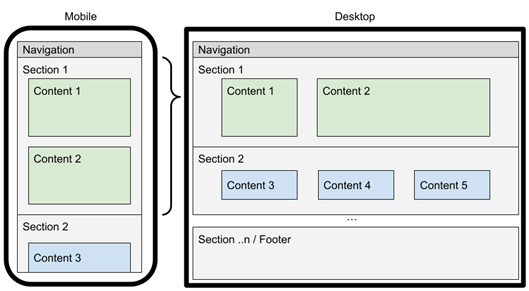 Mobile
Navigation
Section 1
Content 1
Content 2
Section 2
Content 3
Desktop
Navigation
Section 1
Content 1
Content 2
Section 2
Content 3
Content 4
Content 5
...
Section ..n / Footer